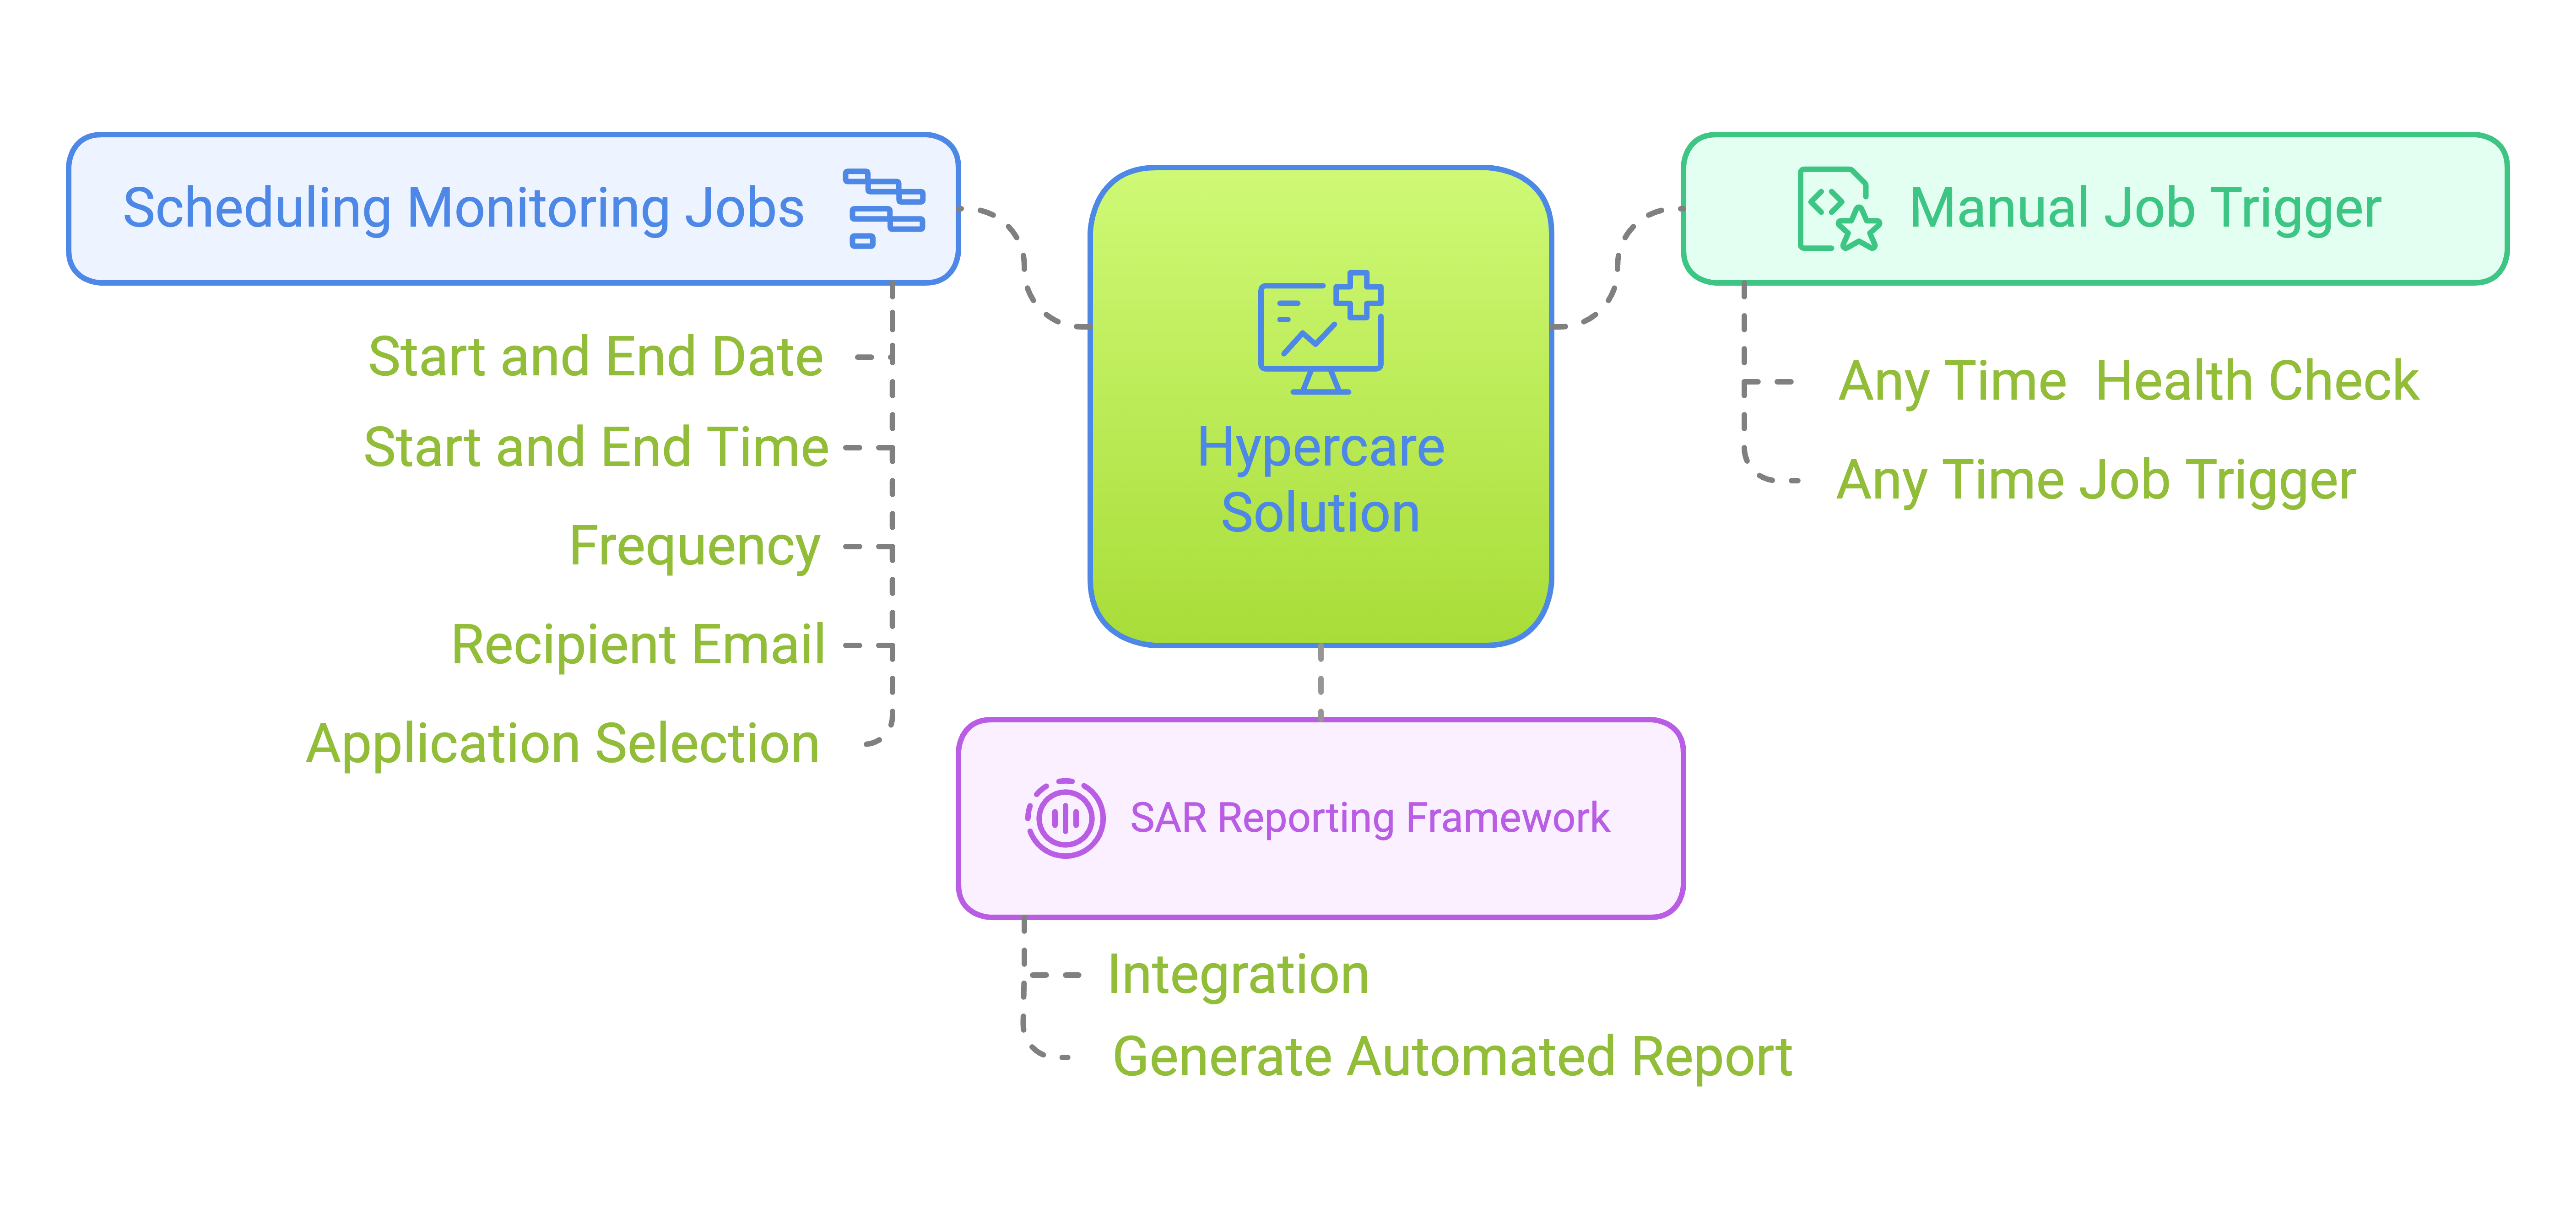 Scheduling Monitoring Jobs
Start and End Date
Start and End Time
Frequency
Recipient Email
Application Selection
Hypercare
Solution
Manual Job Trigger
Any Time  Health Check
Any Time Job Trigger
SAR Reporting Framework
Integration
Generate Automated Report